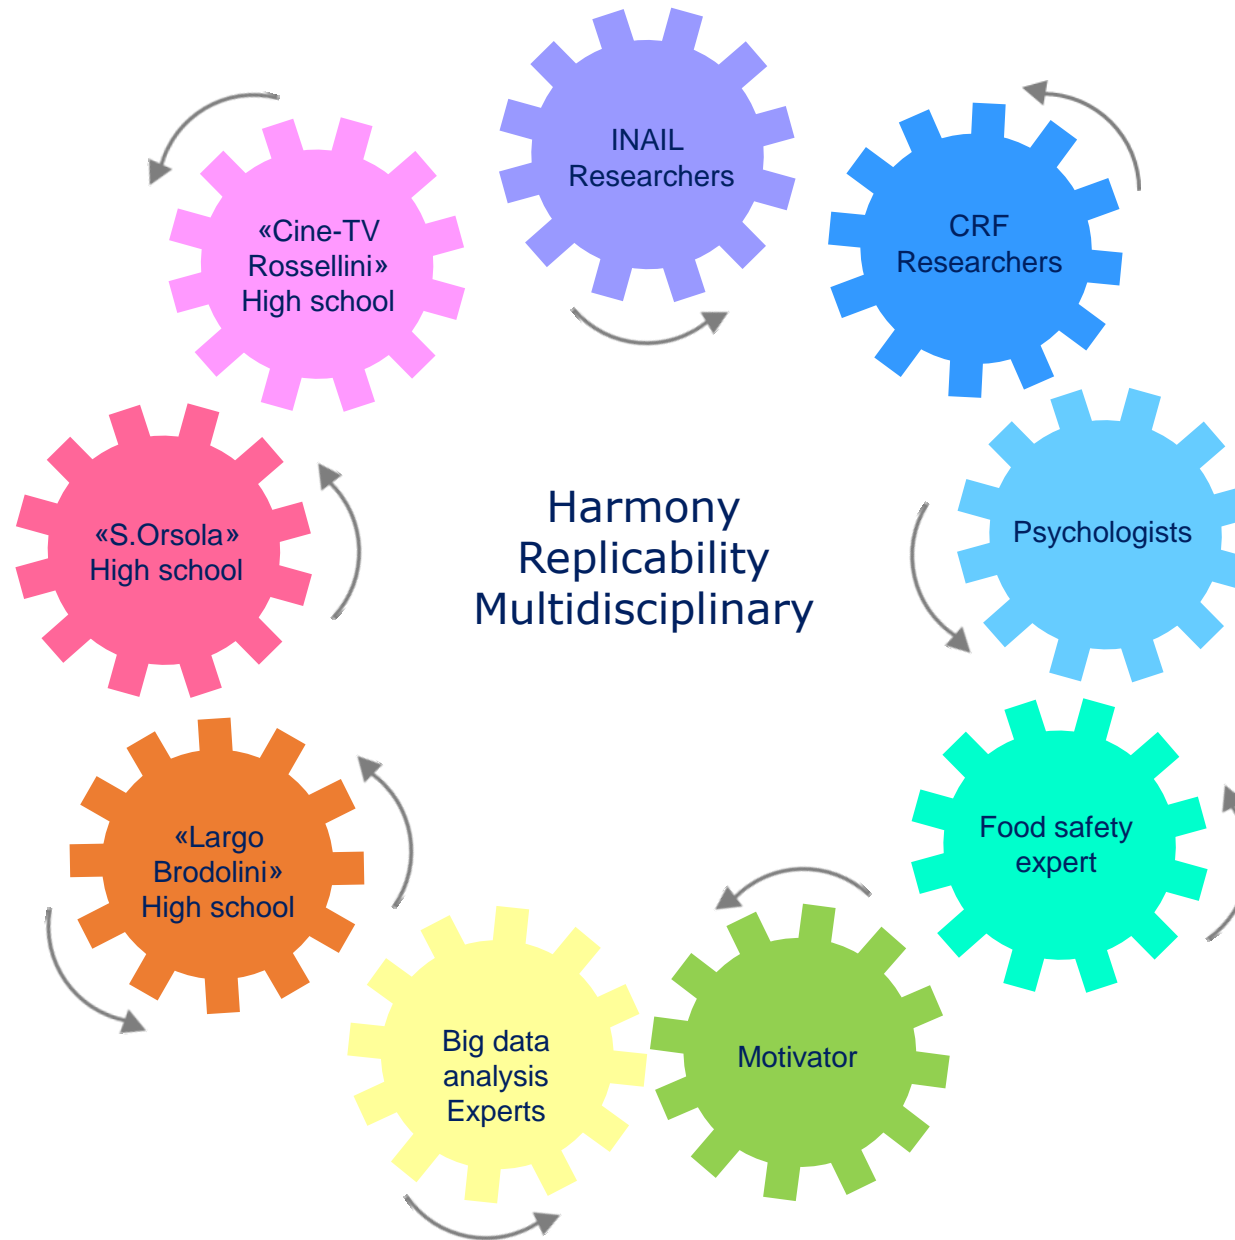 INAIL
Researchers
CRF
Researchers
«Cine-TV
Rossellini»
High school
Harmony
Replicability
Multidisciplinary
Psychologists
«S.Orsola»
High school
Food safety
expert
«Largo
Brodolini»
High school
Motivator
Big data
analysis
Experts